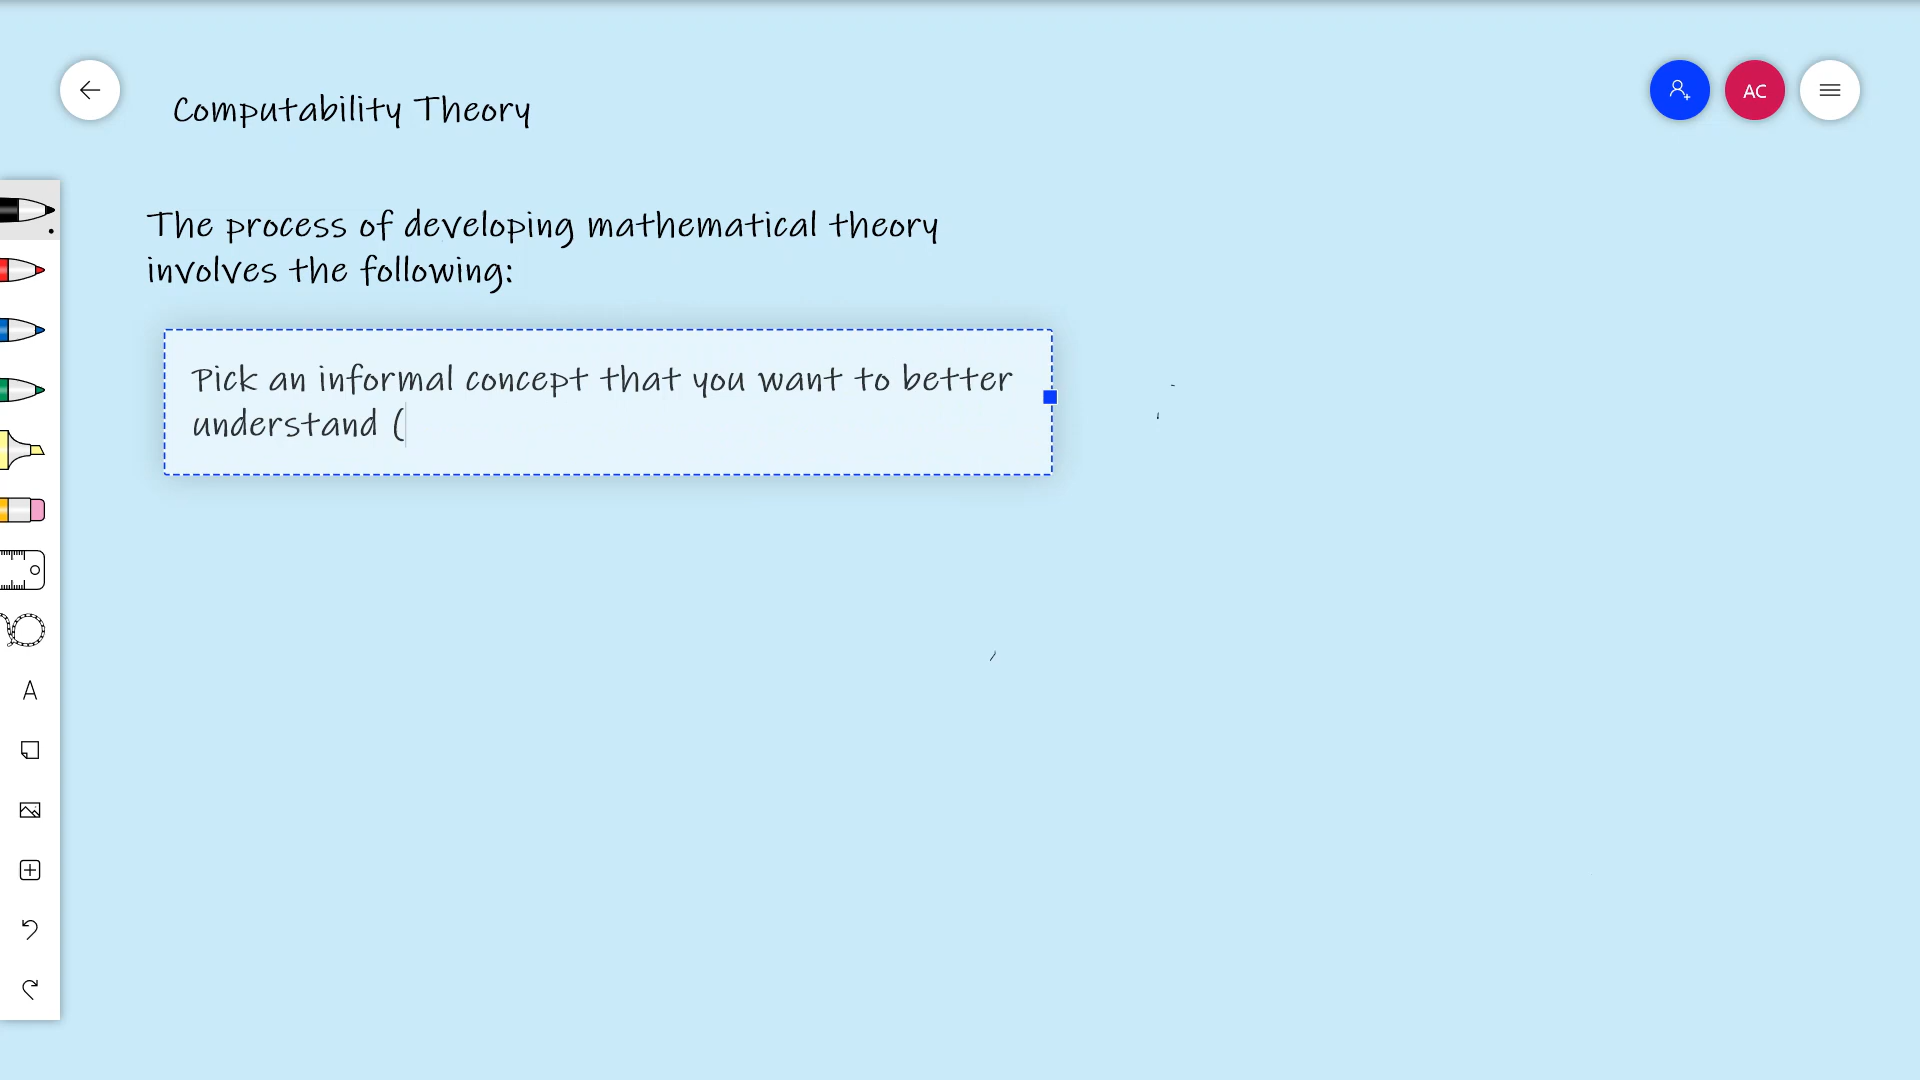 Computability Theory
AC
The process of developing mathematical theory
involves the following:
Pick an informal concept that you want to better
understand (
A